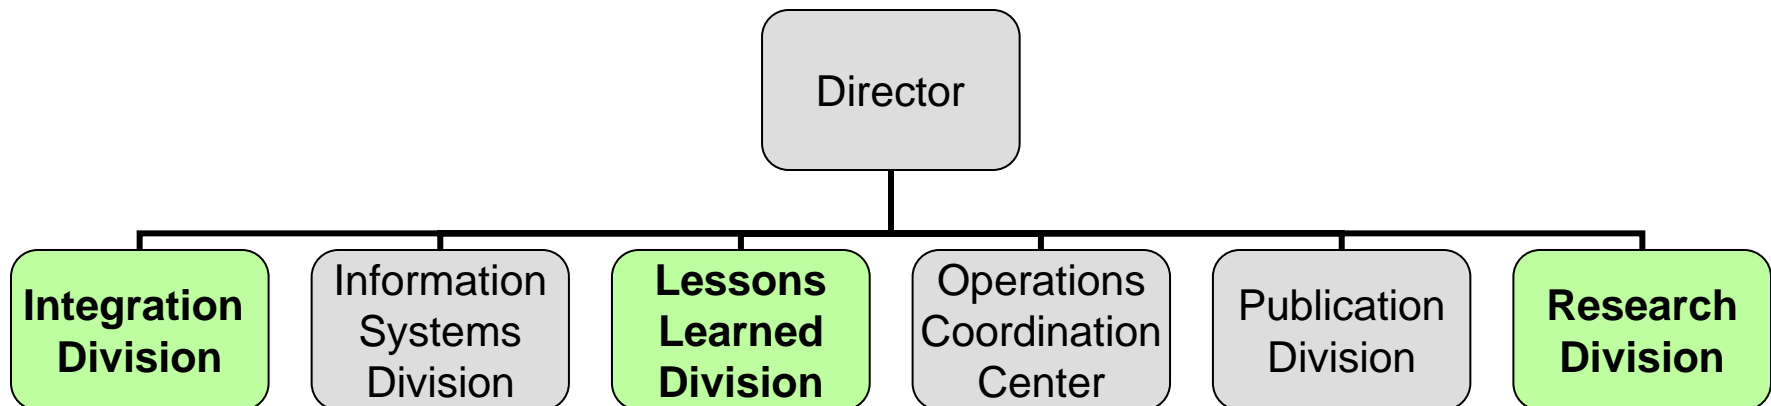 Director
Integration
Division
Information
Systems
Division
Lessons
Learned
Division
Operations
Coordination
Center
Publication
Division
Research
Division